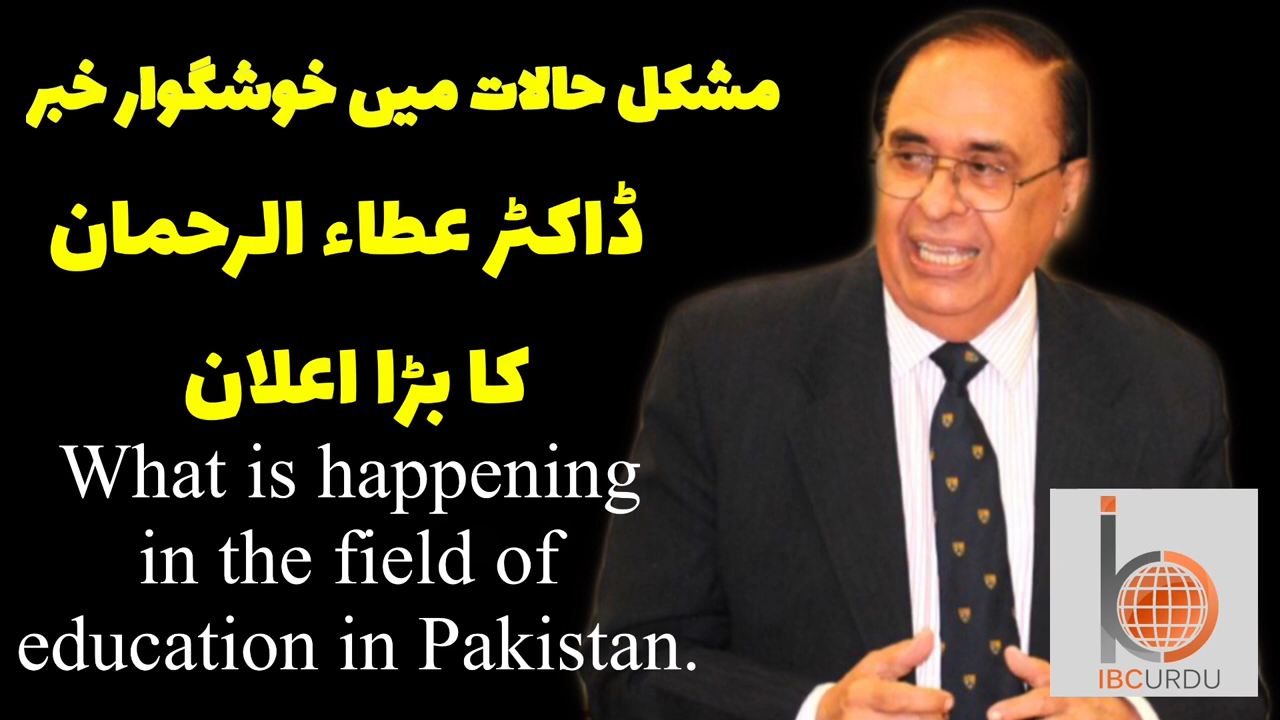 مشکل حالات میں خوشگوار خبر
ڈاکٹر عطاء الرحمان
کا بڑا اعلان
What is happening
in the field of
education in Pakistan.
IBCURDU